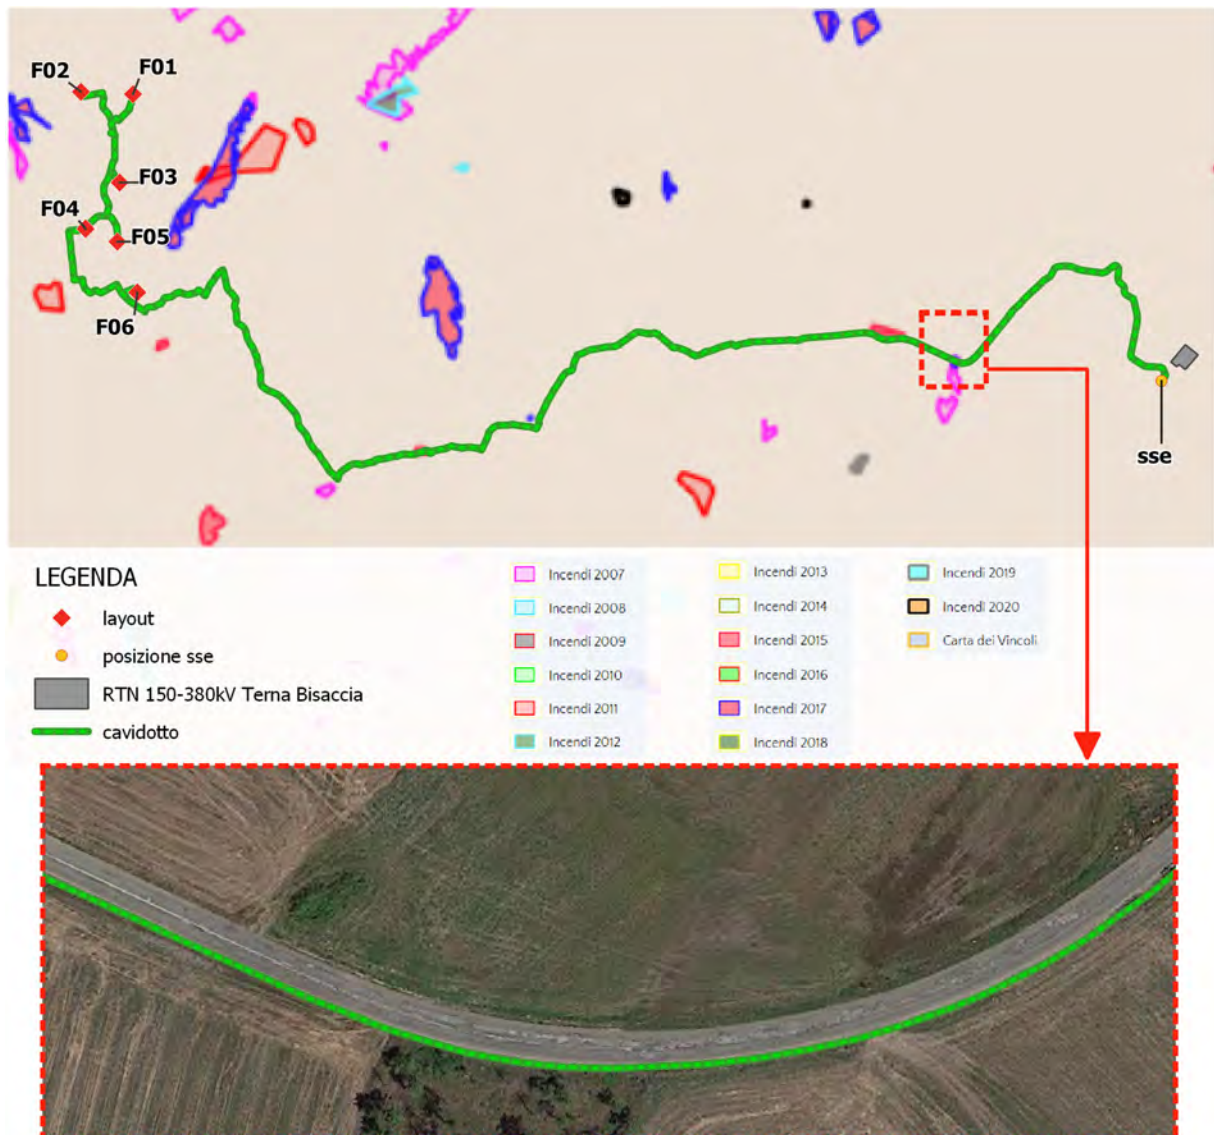 F02
F01
F03
F04
F05
F06
sse
LEGENDA
layout
posizione sse
RTN 150-380kV Terna Bisaccia
cavidotto
Incendi 2007
Incendi 2008
Incendi 2009
Incendi 2010
Incendi 2011
Incendi 2012
Incendi 2013
Incendi 2014
Incendi 2015
Incendi 2016
Incendi 2017
Incendi 2018
Incendi 2019
Incendi 2020
Carta dei Vincoli